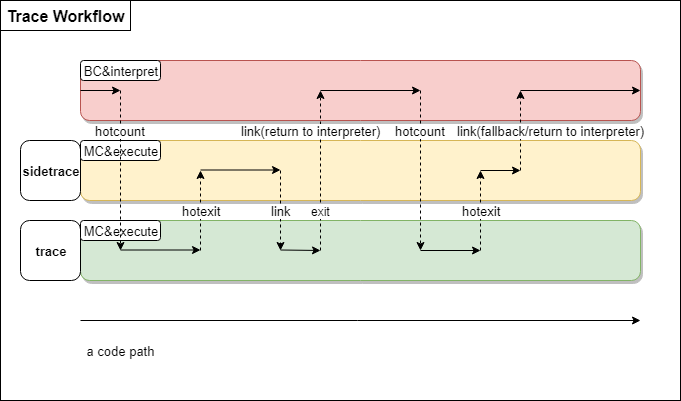 Trace Workflow
BC&interpret
hotcount
link(return to interpreter)
hotcount
link(fallback/return to interpreter)
MC&execute
sidetrace
hotexit
link
exit
hotexit
MC&execute
trace
a code path